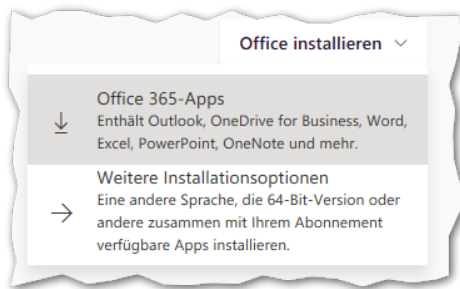 Office installieren
Office 365-Apps
Enthält Outlook, OneDrive for Business, Word,
Excel, PowerPoint, OneNote und mehr.
Weitere Installationsoptionen
Eine andere Sprache, die 64-Bit-Version oder
andere zusammen mit Ihrem Abonnement
verfügbare Apps installieren.